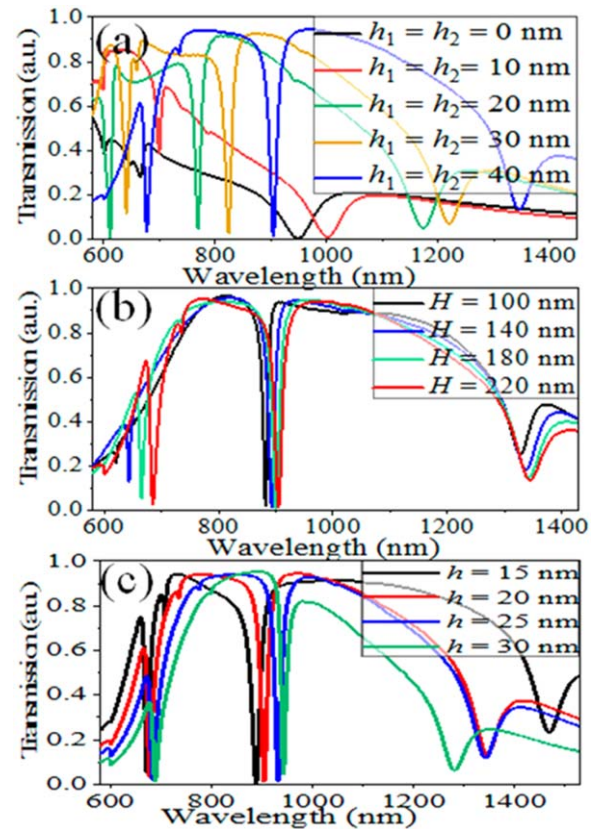 (a)
h₁ = h₂ = 0 nm
h₁ = h₂ = 10 nm
h₁ = h₂ = 20 nm
h₁ = h₂ = 30 nm
h₁ = h₂ = 40 nm
Transmission (a.u.)
1.0
0.8
0.6
0.4
0.2
0.0
600 800 1000 1200 1400
Wavelength (nm)
(b)
H = 100 nm
H = 140 nm
H = 180 nm
H = 220 nm
Transmission (a.u.)
1.0
0.8
0.6
0.4
0.2
0.0
600 800 1000 1200 1400
Wavelength (nm)
(c)
h = 15 nm
h = 20 nm
h = 25 nm
h = 30 nm
Transmission(a.u.)
1.0
0.8
0.6
0.4
0.2
0.0
600 800 1000 1200 1400
Wavelength (nm)